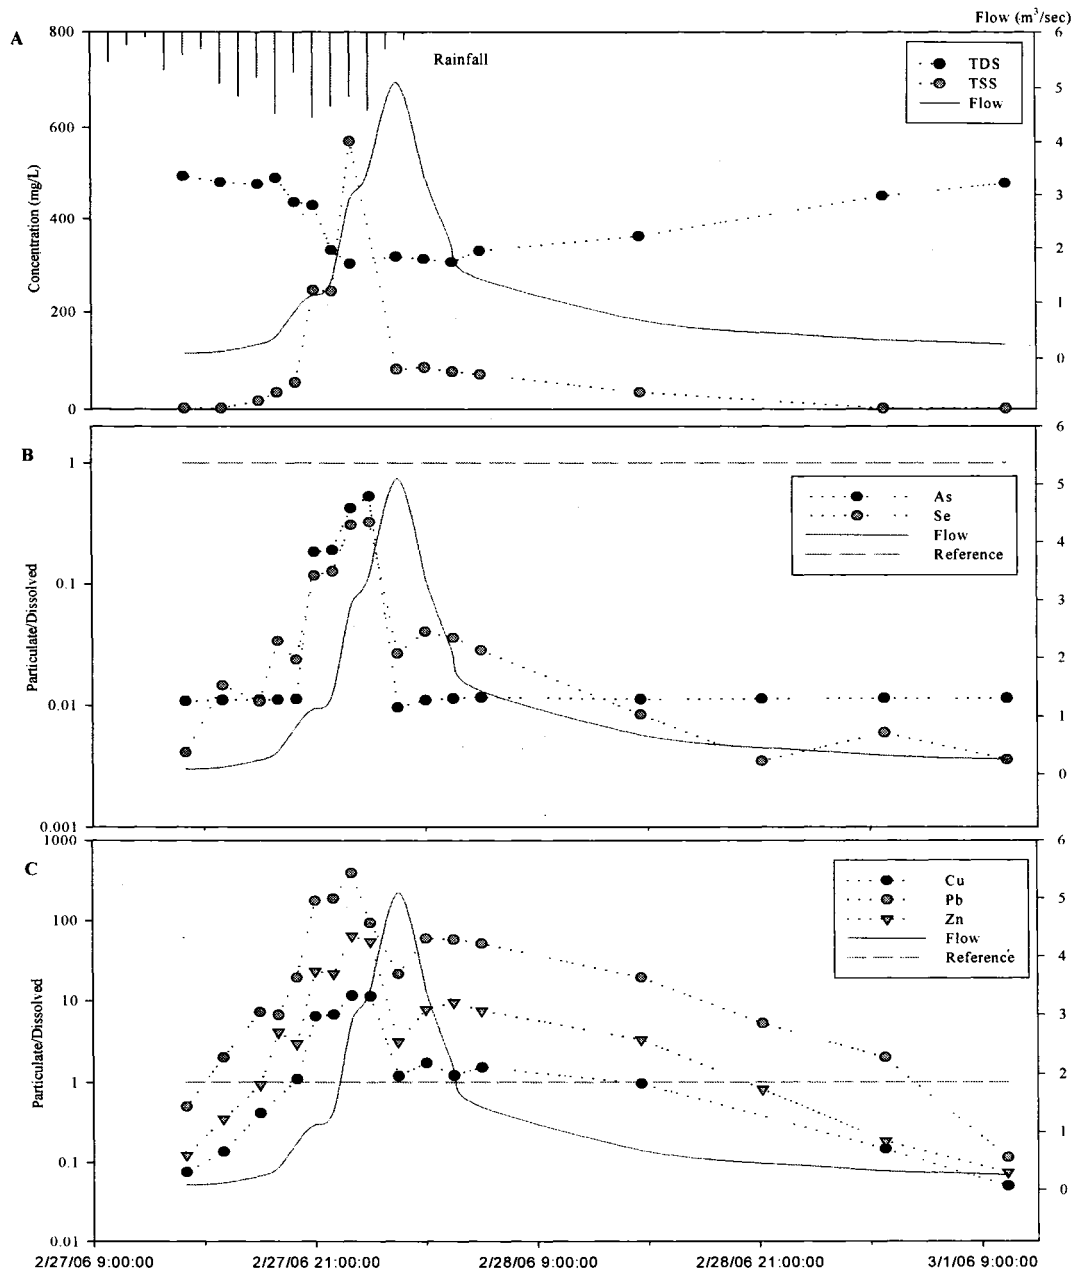 Flow (m³/sec)
A
800
600
400
200
0
Concentration (mg/L)
Rainfall
TDS
TSS
Flow
6
5
4
3
2
1
0
B
1
0.1
0.01
0.001
Particulate/Dissolved
As
Se
Flow
Reference
6
5
4
3
2
1
0
C
1000
100
10
1
0.1
0.01
Particulate/Dissolved
Cu
Pb
Zn
Flow
Reference
6
5
4
3
2
1
0
2/27/06 9:00:00 2/27/06 21:00:00 2/28/06 9:00:00 2/28/06 21:00:00 3/1/06 9:00:00